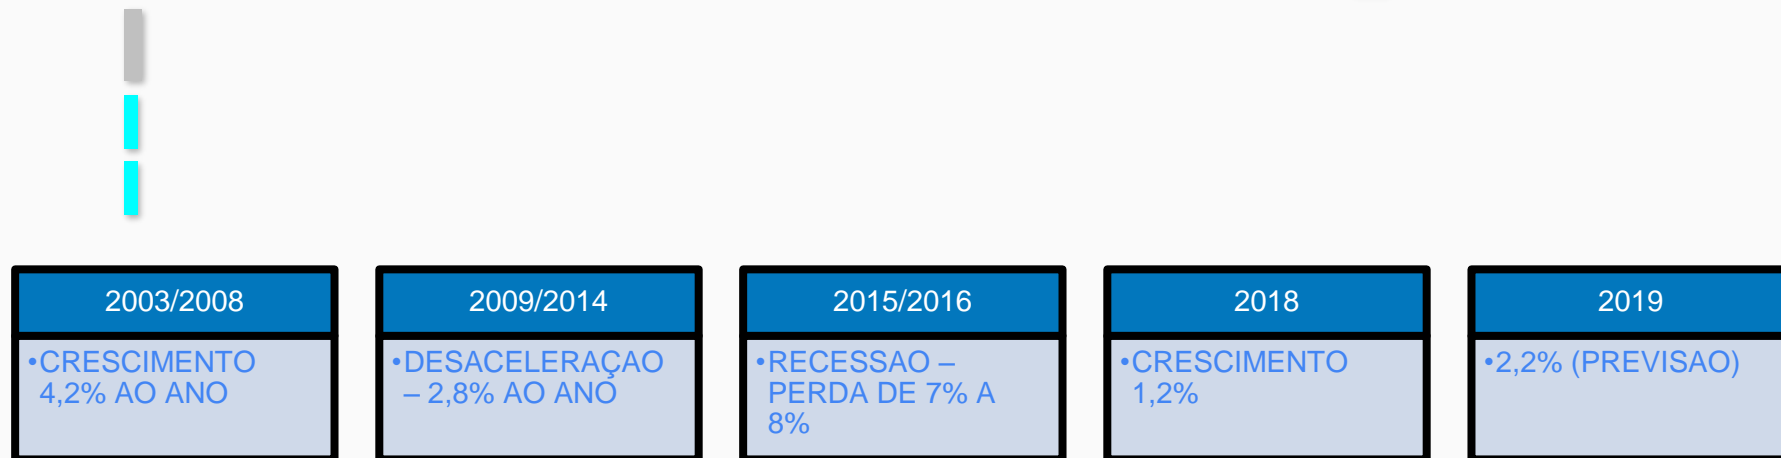 2003/2008
•CRESCIMENTO
4,2% AO ANO
2009/2014
•DESACELERAÇAO
– 2,8% AO ANO
2015/2016
•RECESSAO –
PERDA DE 7% A
8%
2018
•CRESCIMENTO
1,2%
2019
•2,2% (PREVISAO)